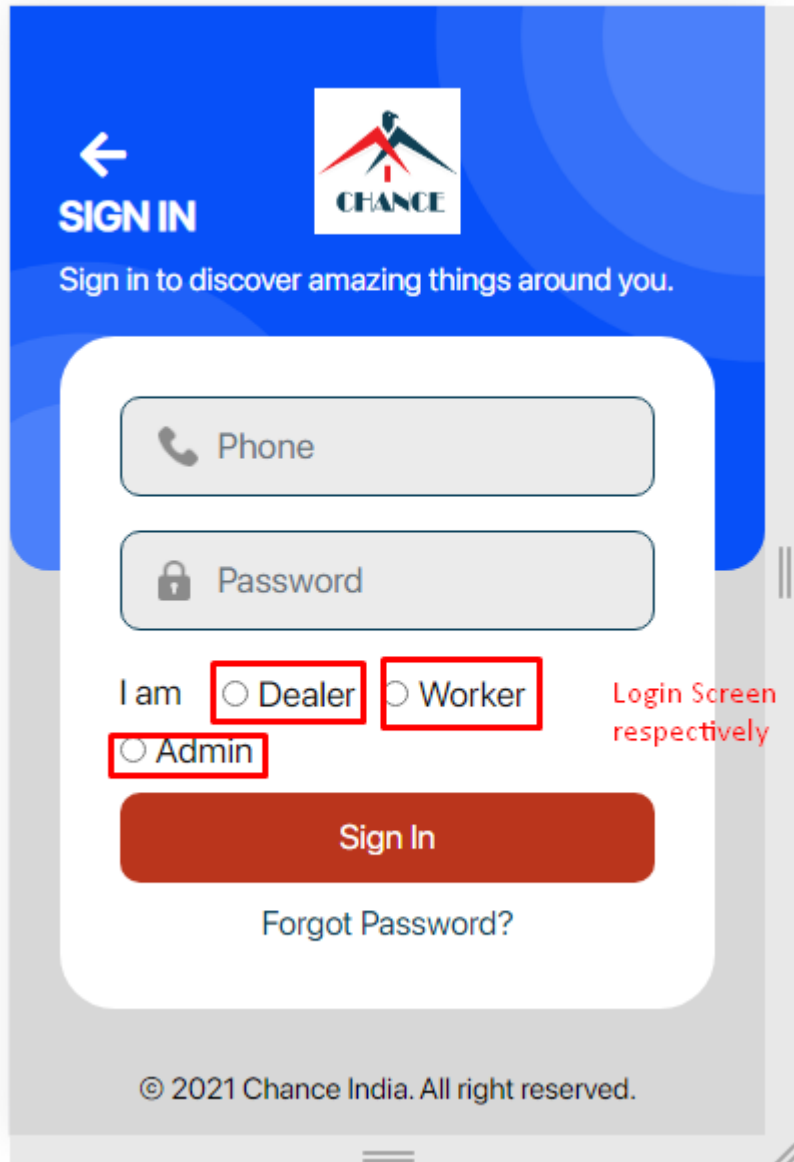 CHANCE
SIGN IN
Sign in to discover amazing things around you.
Phone
Password
I am Dealer Worker
Admin
Login Screen
respectively
Sign In
Forgot Password?
© 2021 Chance India. All right reserved.